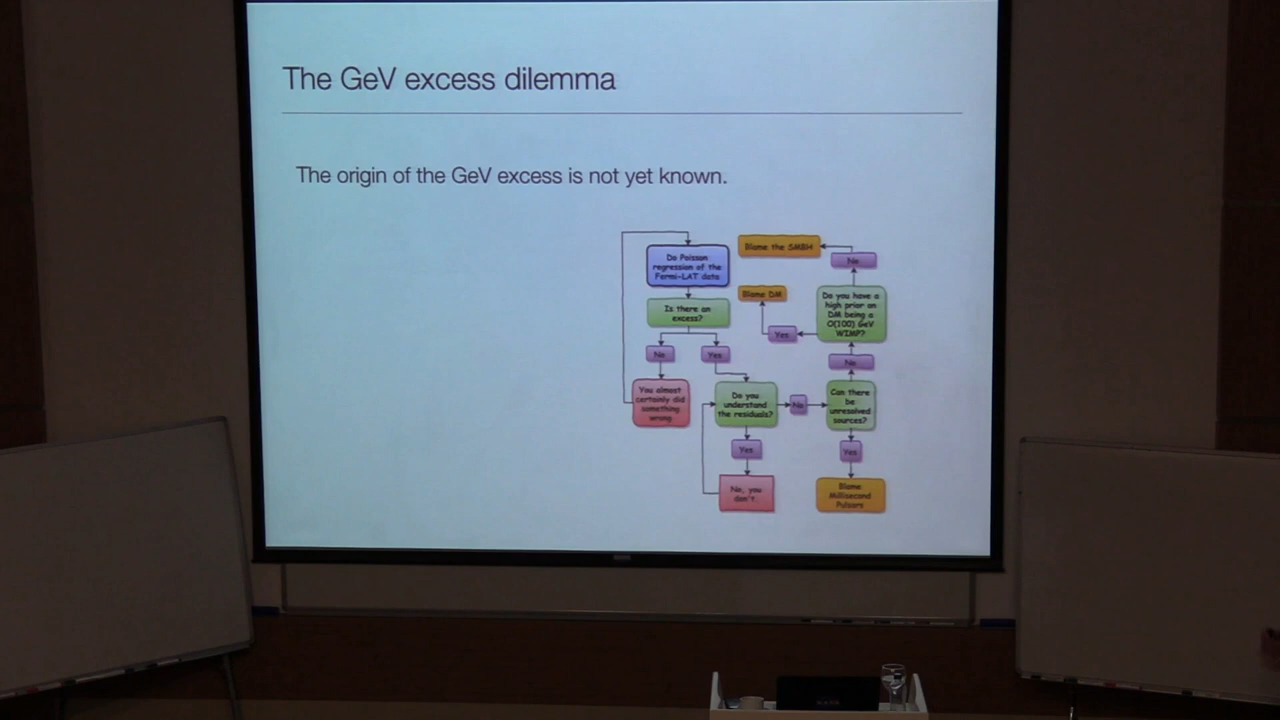 The GeV excess dilemma
The origin of the GeV excess is not yet known.
Do Poisson
regression of the
Fermi-LAT data
Is there an
excess?
No
Yes
You almost
certainly did
something
wrong
Do you
understand
the residuals?
Yes
No, you
don't.
No
Can there
be
unresolved
sources?
Yes
Blame
Millisecond
Pulsars
No
Do you have a
high prior on
DM being a
O(100) GeV
WIMP?
Yes
Blame DM
No
Blame the SMBH